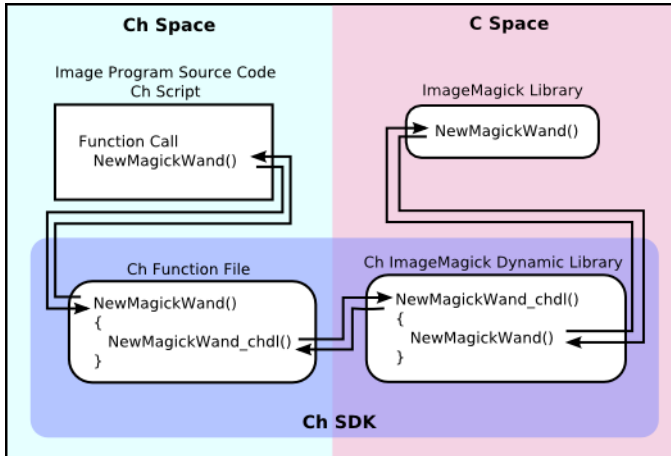 Ch Space
Image Program Source Code
Ch Script
Function Call
NewMagickWand()
C Space
ImageMagick Library
NewMagickWand()
Ch Function File
NewMagickWand()
{
NewMagickWand_chdl()
}
Ch ImageMagick Dynamic Library
NewMagickWand_chdl()
{
NewMagickWand()
}
Ch SDK